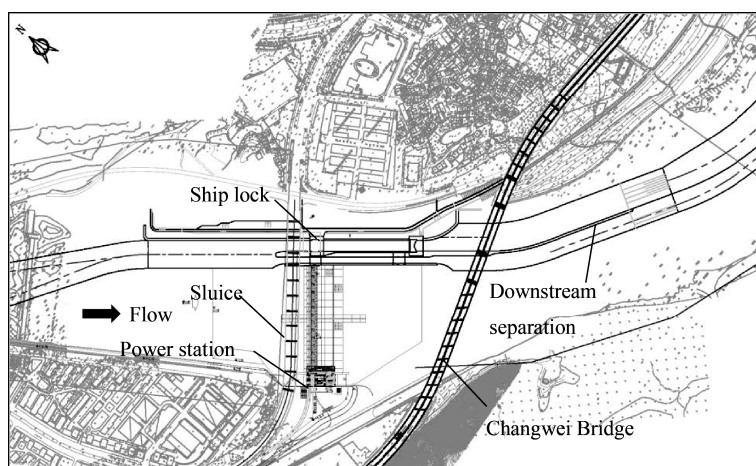 N
Ship lock
Sluice
Flow
Power station
Downstream
separation
Changwei Bridge